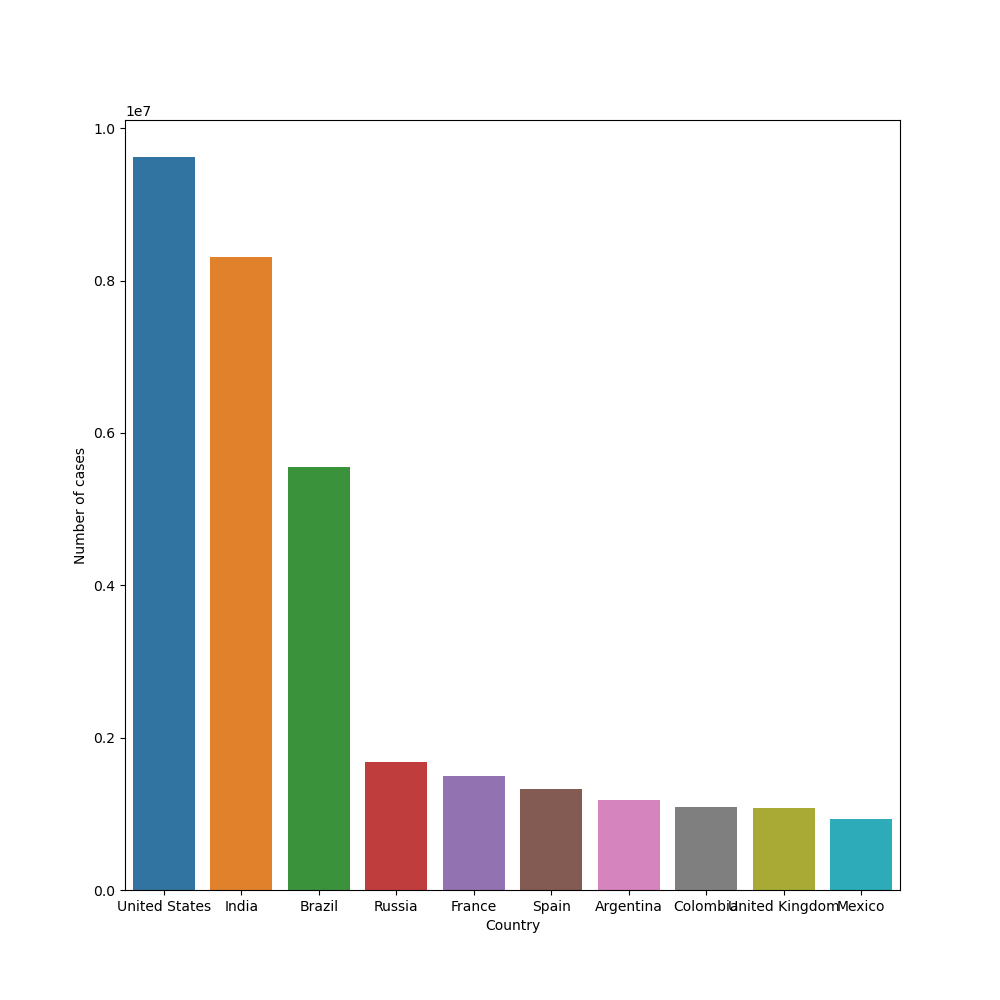 1e7
1.0
0.8
0.6
0.4
0.2
0.0
Number of cases
United States India Brazil Russia France Spain Argentina Colombia United Kingdom Mexico
Country